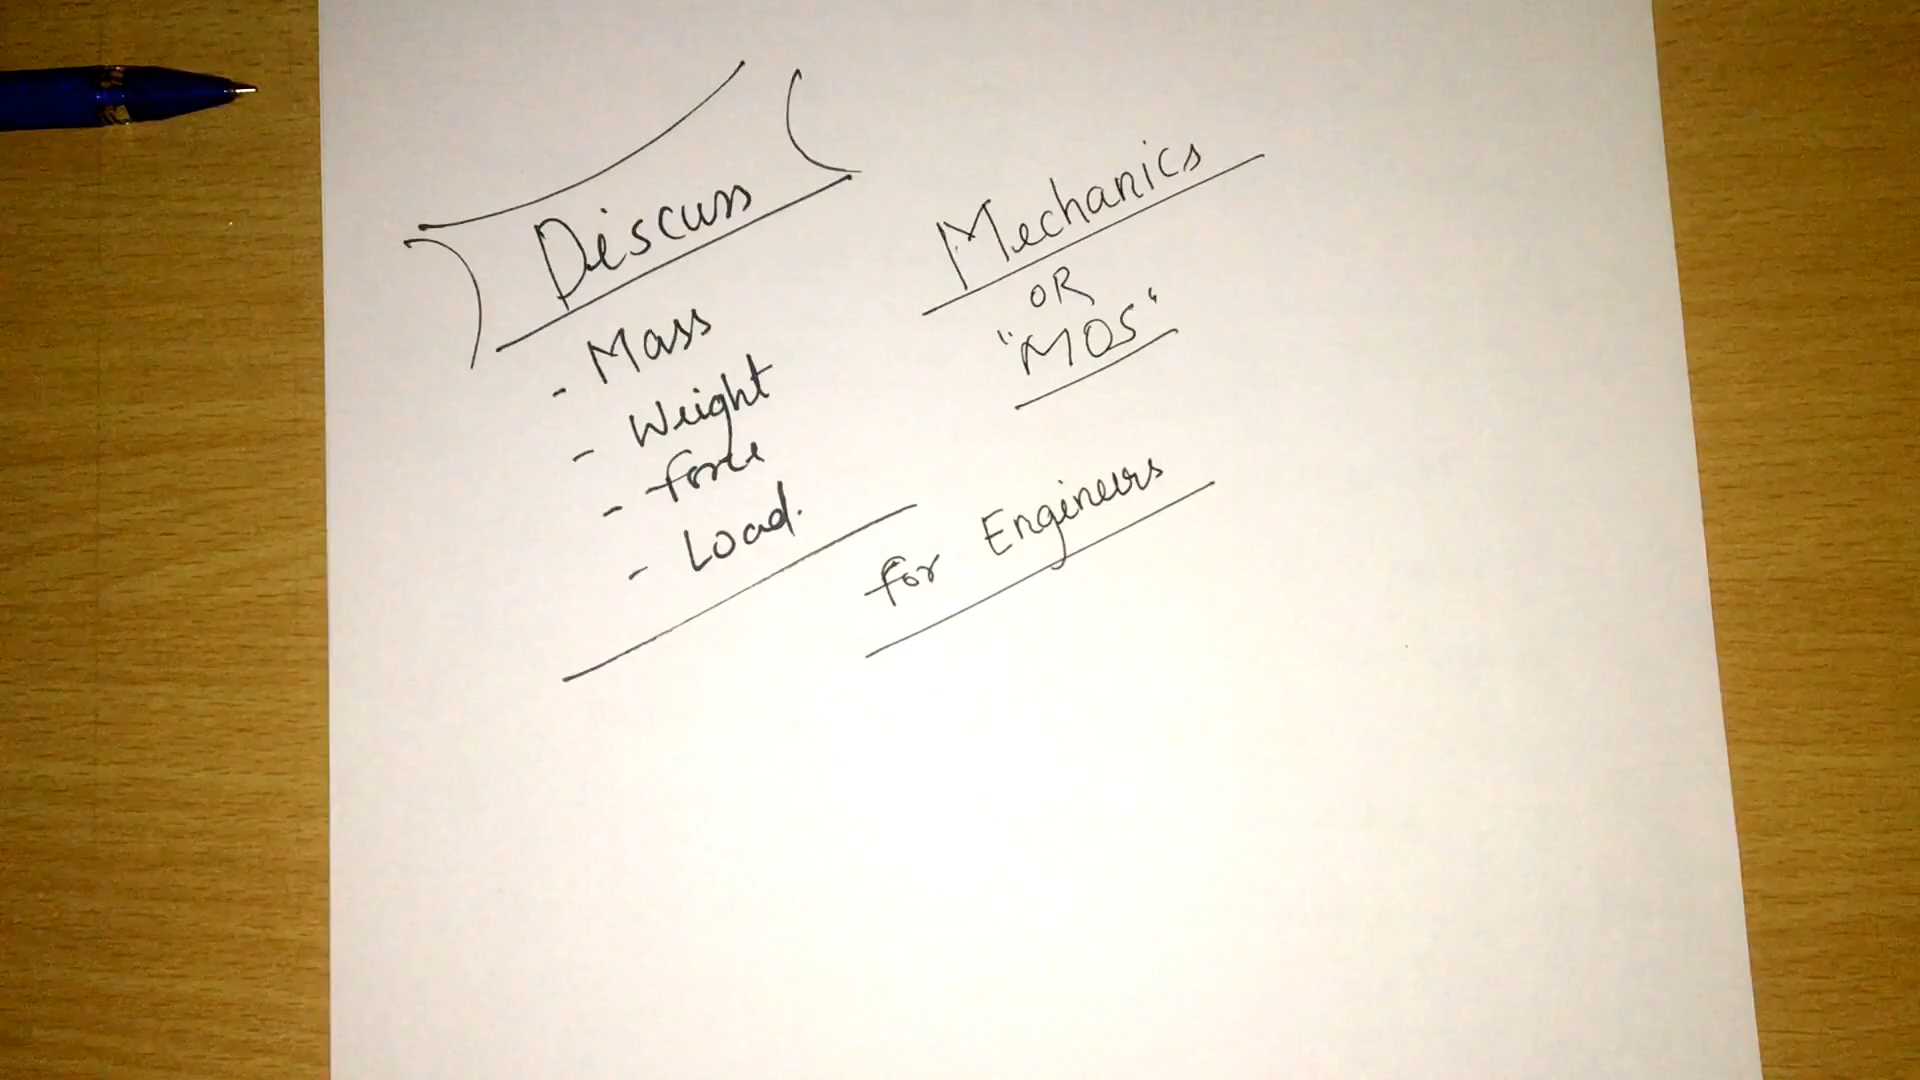 Discuss
- Mass
- Weight
- force
- Load.
Mechanics
OR
"MOS"
for Engineers